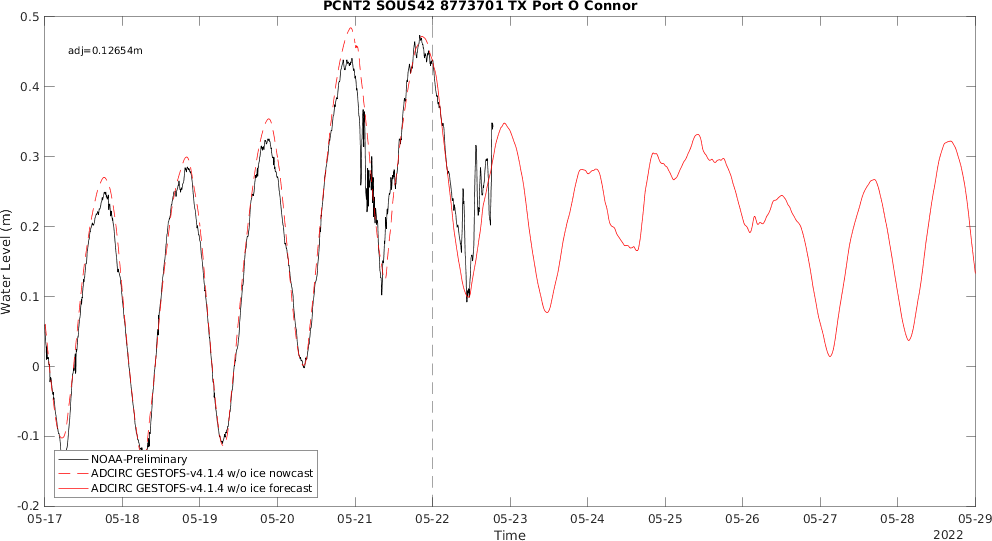 PCNT2 SOUS42 8773701 TX Port O Connor
adj=0.12654m
Water Level (m)
0.5
0.4
0.3
0.2
0.1
0
-0.1
-0.2
NOAA-Preliminary
ADCIRC GESTOFS-v4.1.4 w/o ice nowcast
ADCIRC GESTOFS-v4.1.4 w/o ice forecast
05-17 05-18 05-19 05-20 05-21 05-22 05-23 05-24 05-25 05-26 05-27 05-28 05-29
Time
2022